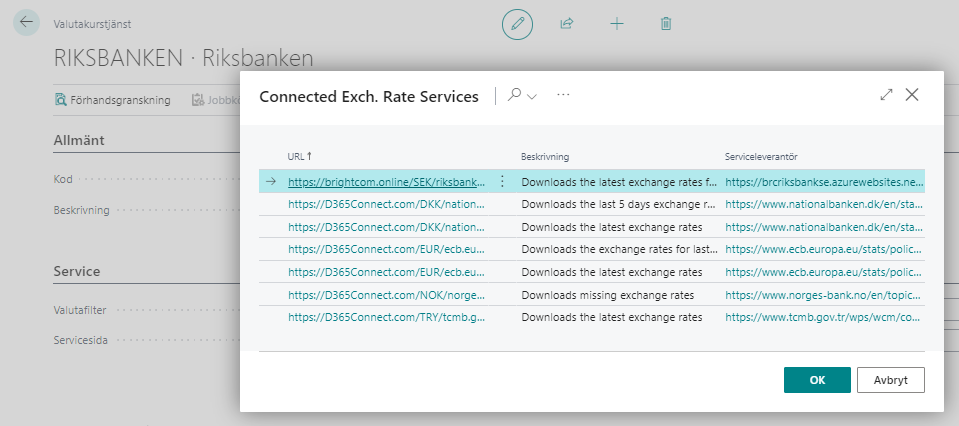 Valutakurstjänst
RIKSBANKEN · Riksbanken
Förhandsgranskning Jobbkö
Connected Exch. Rate Services
Allmänt
Kod
Beskrivning
Service
Valutafilter
Servicesida
URL ↑ Beskrivning Serviceleverantör
https://brightcom.online/SEK/riksbank... Downloads the latest exchange rates f... https://brcriksbankse.azurewebsites.ne...
https://D365Connect.com/DKK/nation... Downloads the last 5 days exchange r... https://www.nationalbanken.dk/en/sta...
https://D365Connect.com/DKK/nation... Downloads the latest exchange rates https://www.nationalbanken.dk/en/sta...
https://D365Connect.com/EUR/ecb.eu... Downloads the exchange rates for last... https://www.ecb.europa.eu/stats/polic...
https://D365Connect.com/EUR/ecb.eu... Downloads the latest exchange rates https://www.ecb.europa.eu/stats/polic...
https://D365Connect.com/NOK/norge... Downloads missing exchange rates https://www.norges-bank.no/en/topic...
https://D365Connect.com/TRY/tcmb.g... Downloads the latest exchange rates https://www.tcmb.gov.tr/wps/wcm/co...
OK Avbryt